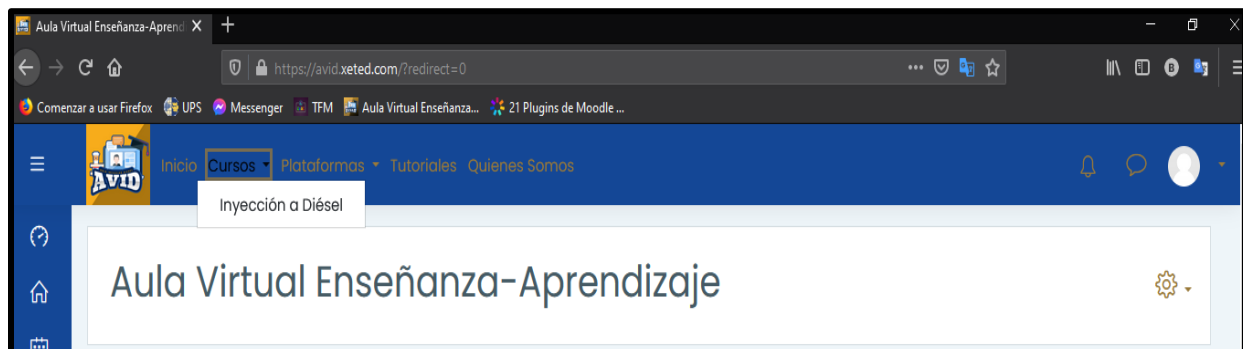 Aula Virtual Enseñanza-Aprend
https://avid.xeted.com/?redirect=0
Comenzar a usar Firefox UPS Messenger TFM Aula Virtual Enseñanza... 21 Plugins de Moodle ...
AVID Inicio Cursos Plataformas Tutoriales Quienes Somos
Inyección a Diésel
Aula Virtual Enseñanza-Aprendizaje